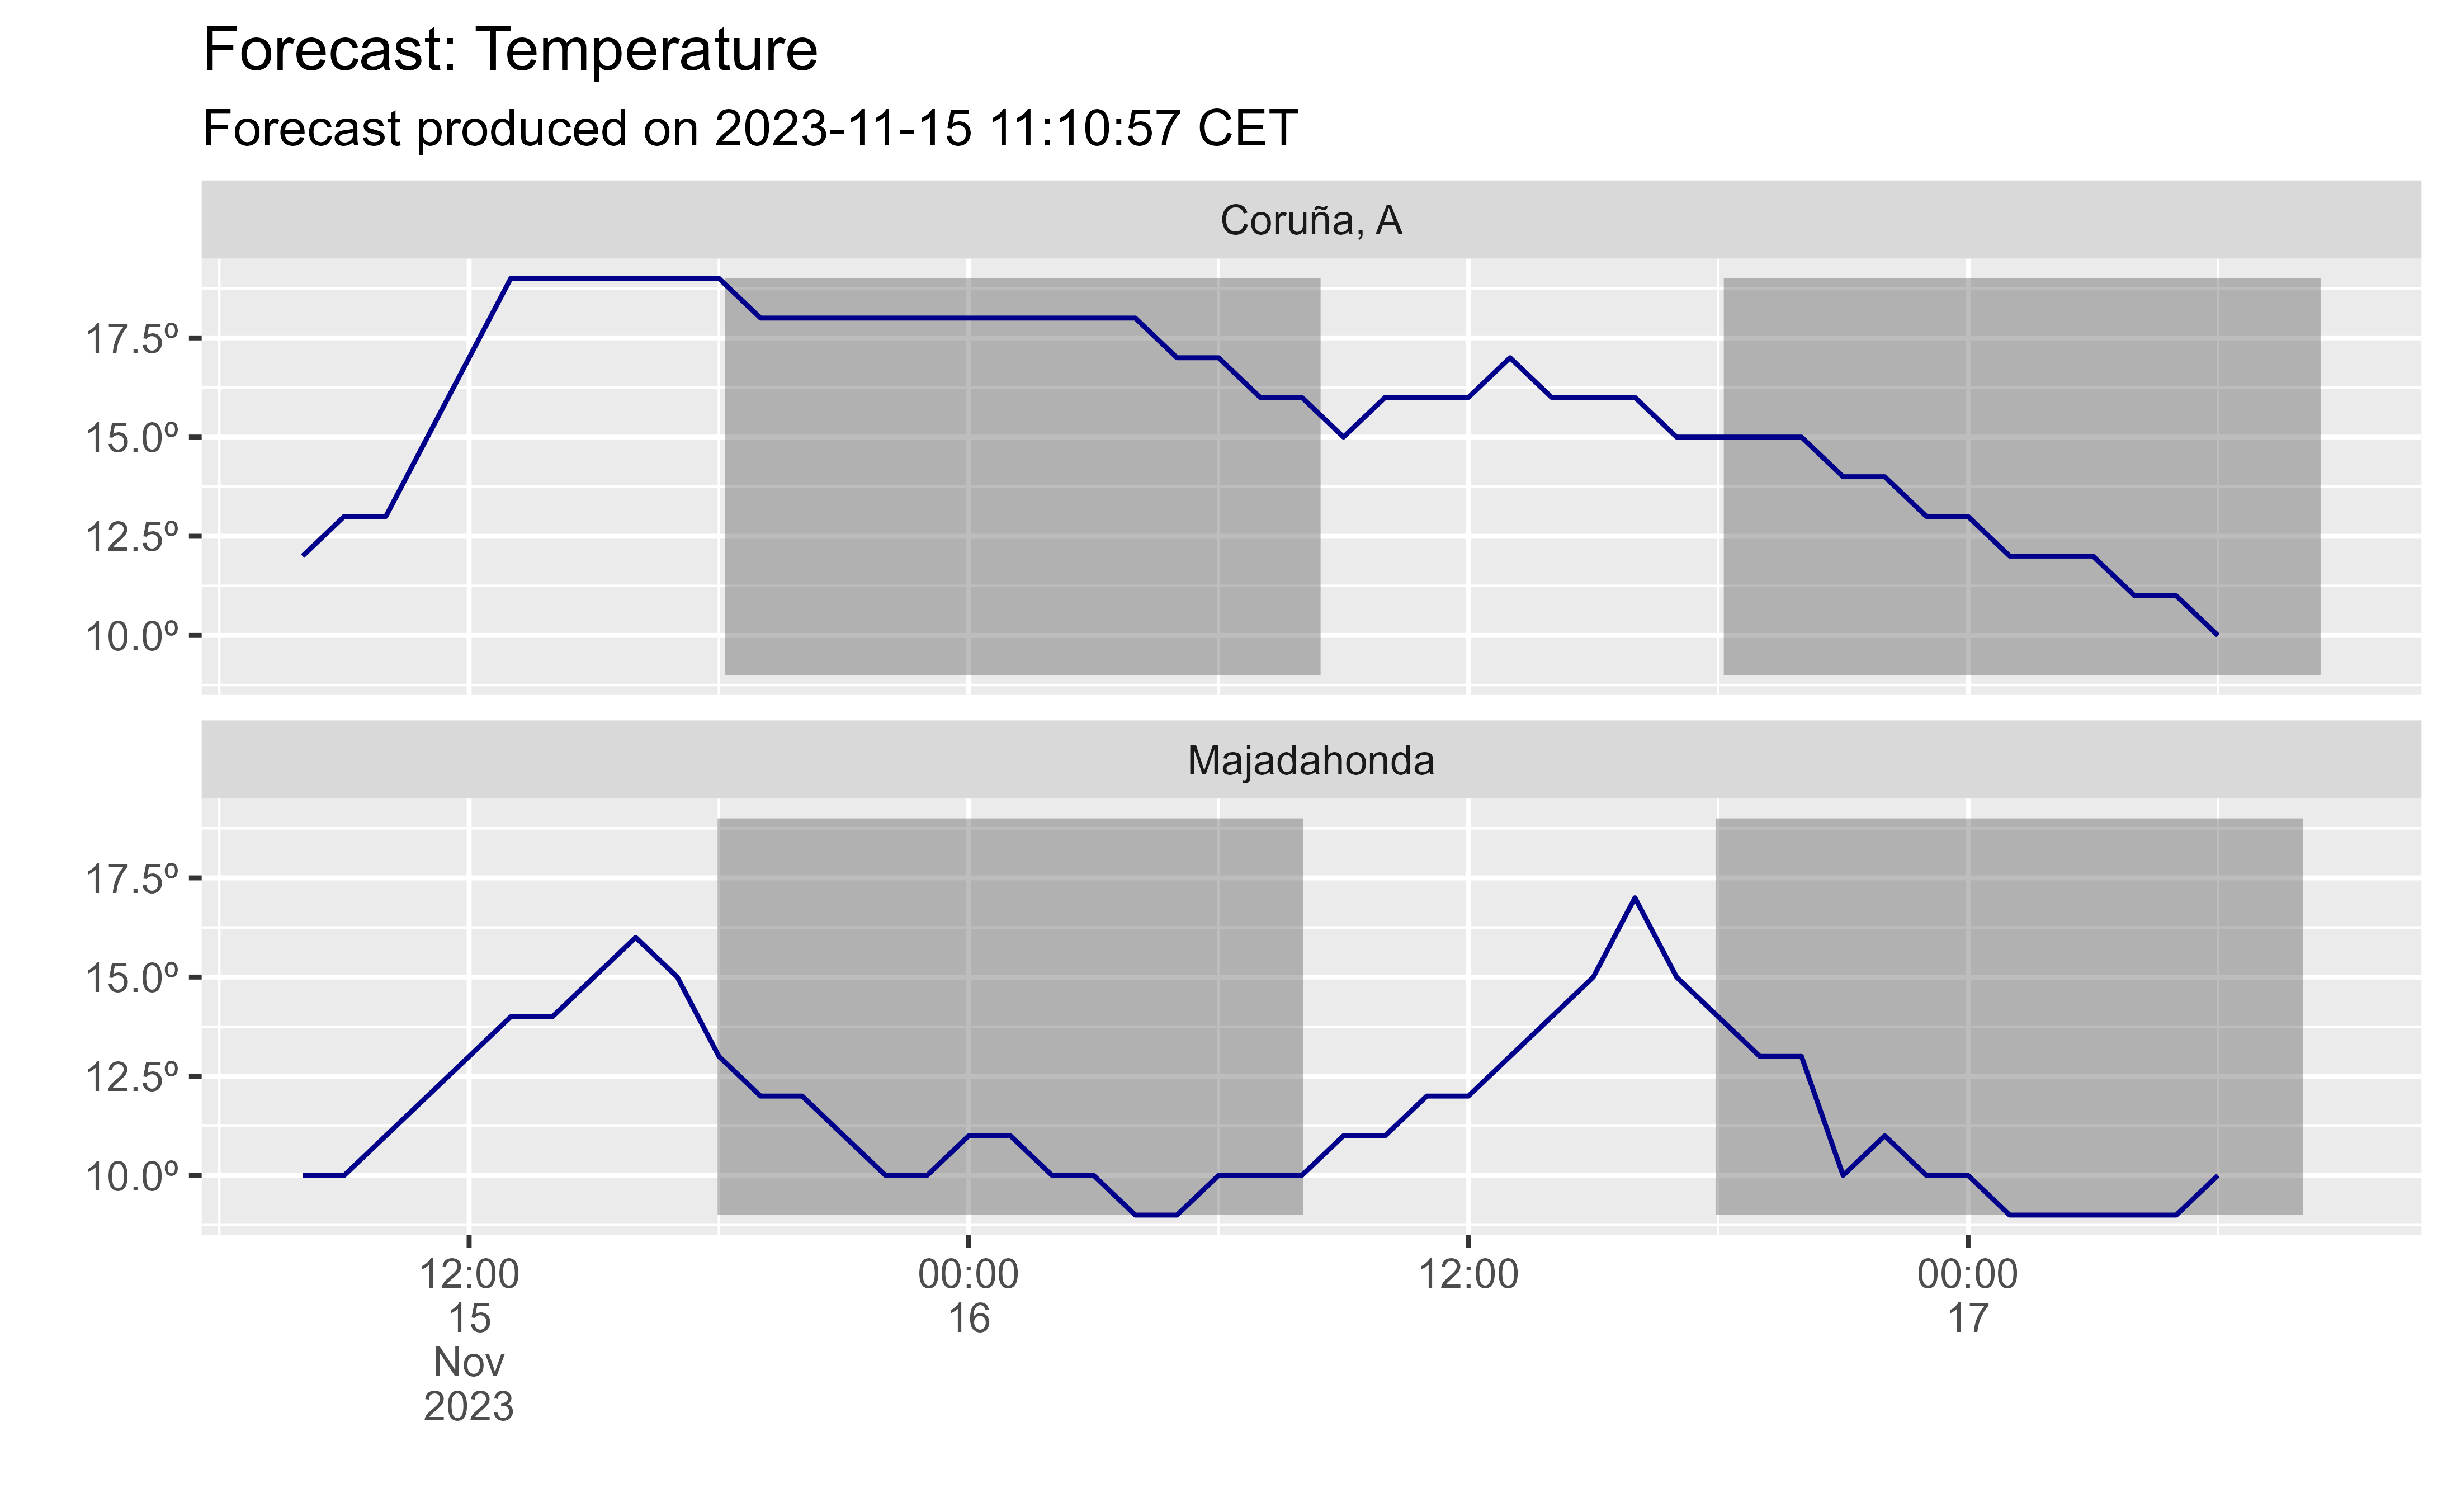 Forecast: Temperature
Forecast produced on 2023-11-15 11:10:57 CET
Coruña, A
17.5º
15.0º
12.5º
10.0º
Majadahonda
17.5º
15.0º
12.5º
10.0º
12:00 00:00 12:00 00:00
15 16 17
Nov
2023